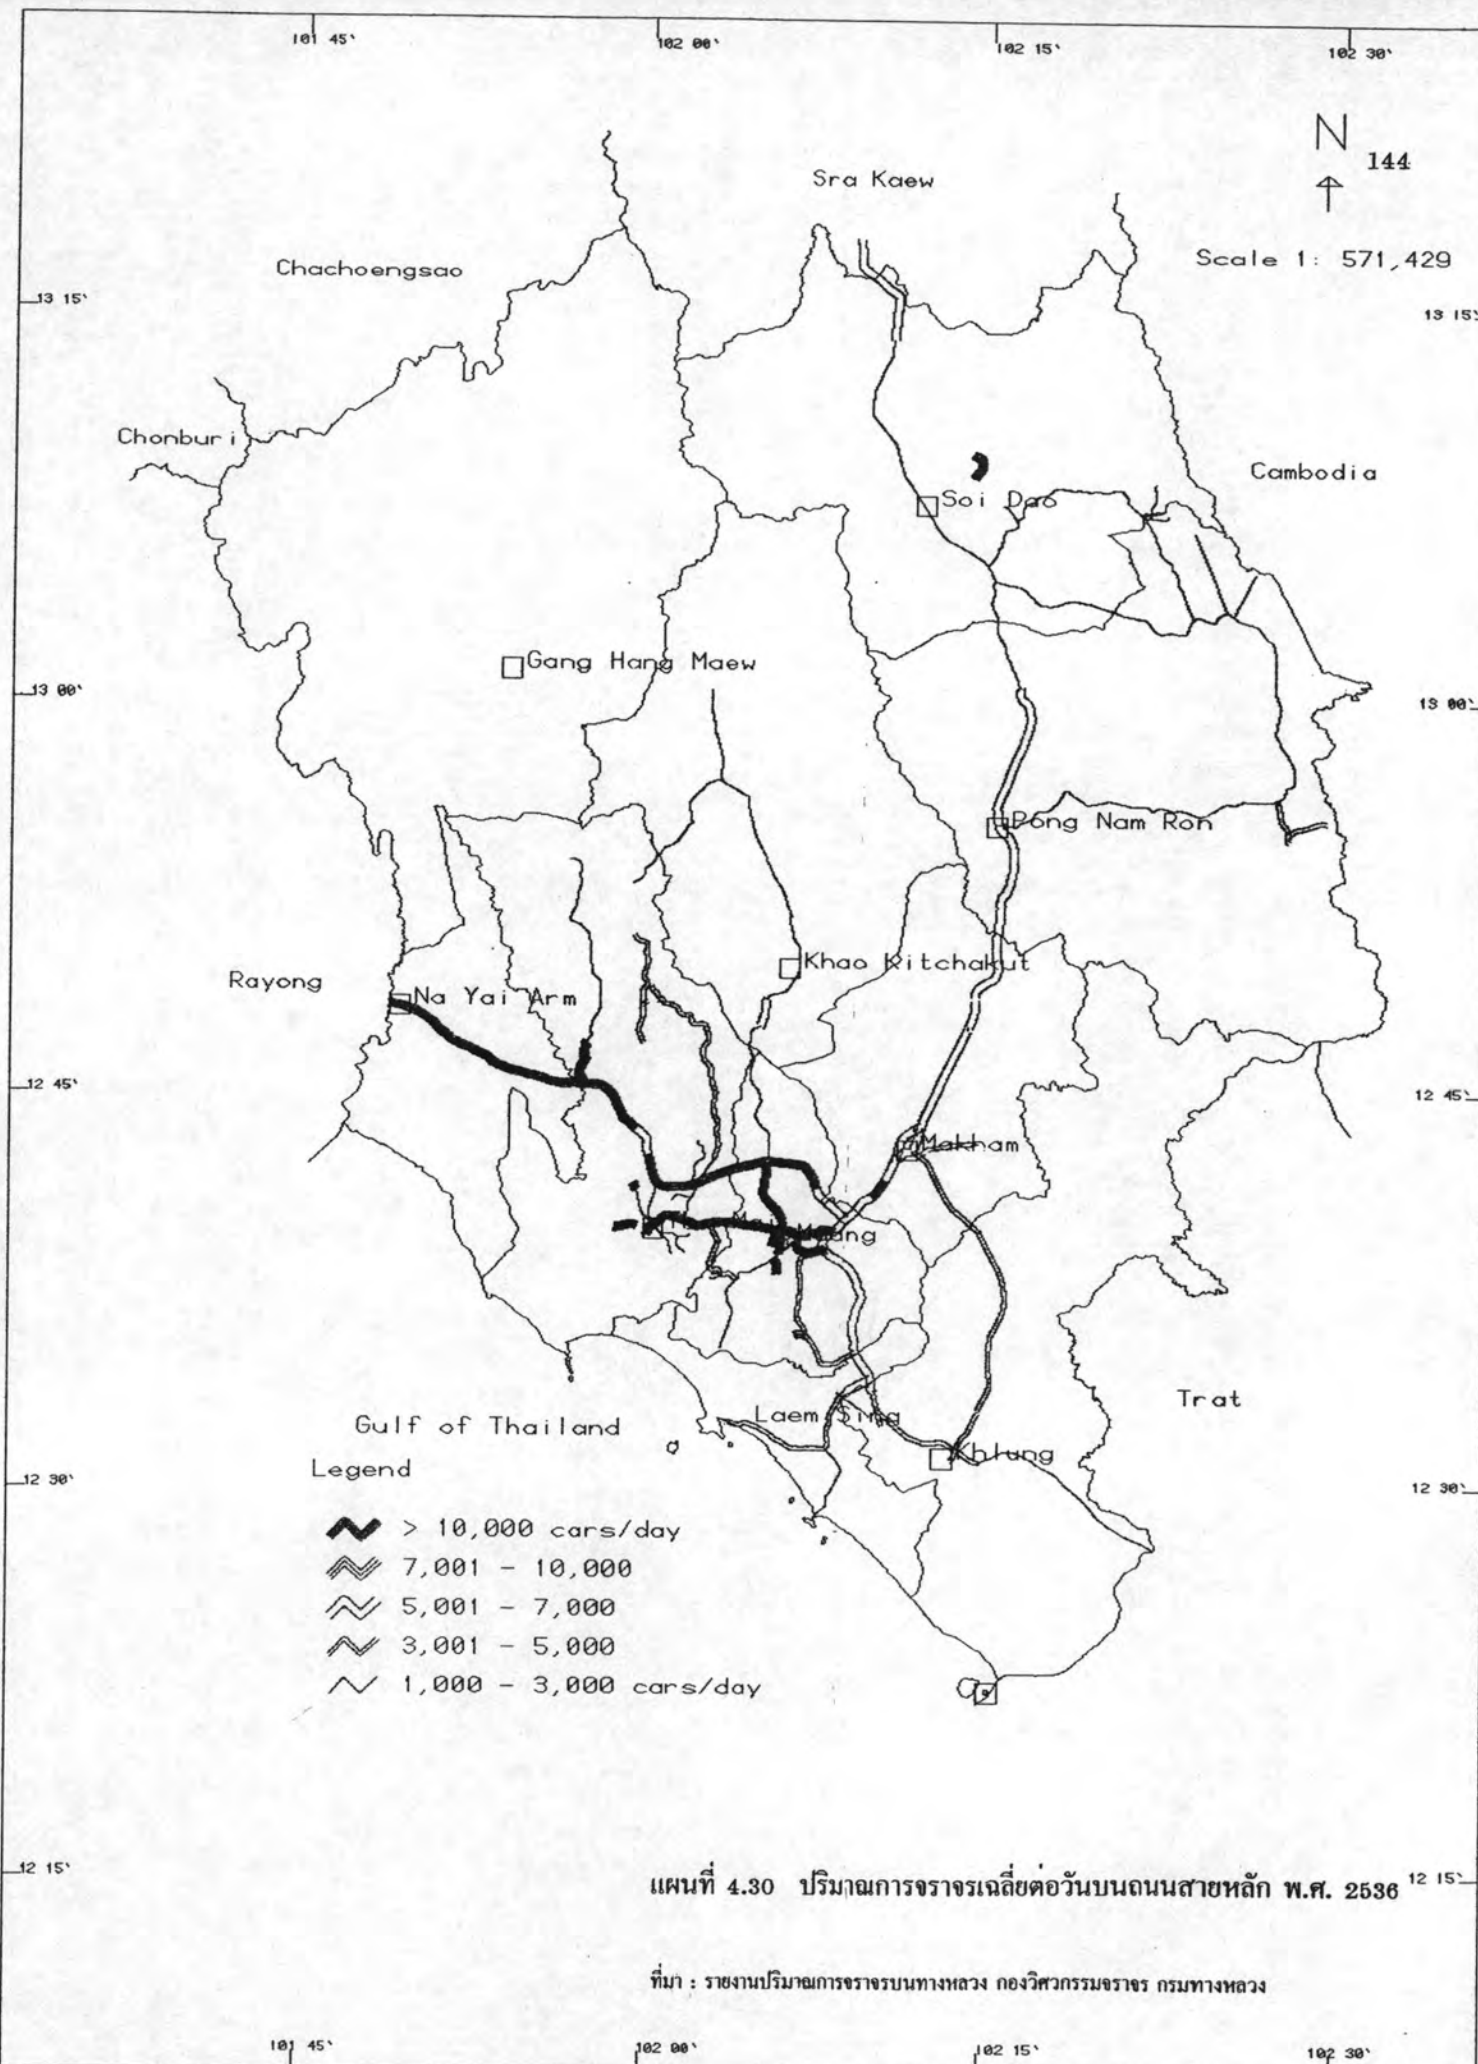 101 45' 102 00' 102 15' 102 30'
N
144
Sra Kaew
Scale 1: 571,429
Chachoengsao
13 15'
13 15'
Chonburi
Cambodia
Soi Dao
Gang Hang Maew
13 00'
13 00'
Pong Nam Ron
Khao Kitchakut
Rayong
Na Yai Arm
12 45'
12 45'
Makham
Trat
Laem Sing
Gulf of Thailand
Khlung
Legend
12 30'
12 30'
> 10,000 cars/day
7,001 - 10,000
5,001 - 7,000
3,001 - 5,000
1,000 - 3,000 cars/day
12 15'
แผนที่ 4.30 ปริมาณการจราจรเฉลี่ยต่อวันบนถนนสายหลัก พ.ศ. 2536
12 15'
ที่มา : รายงานปริมาณการจราจรบนทางหลวง กองวิศวกรรมจราจร กรมทางหลวง
101 45' 102 00' 102 15' 102 30'